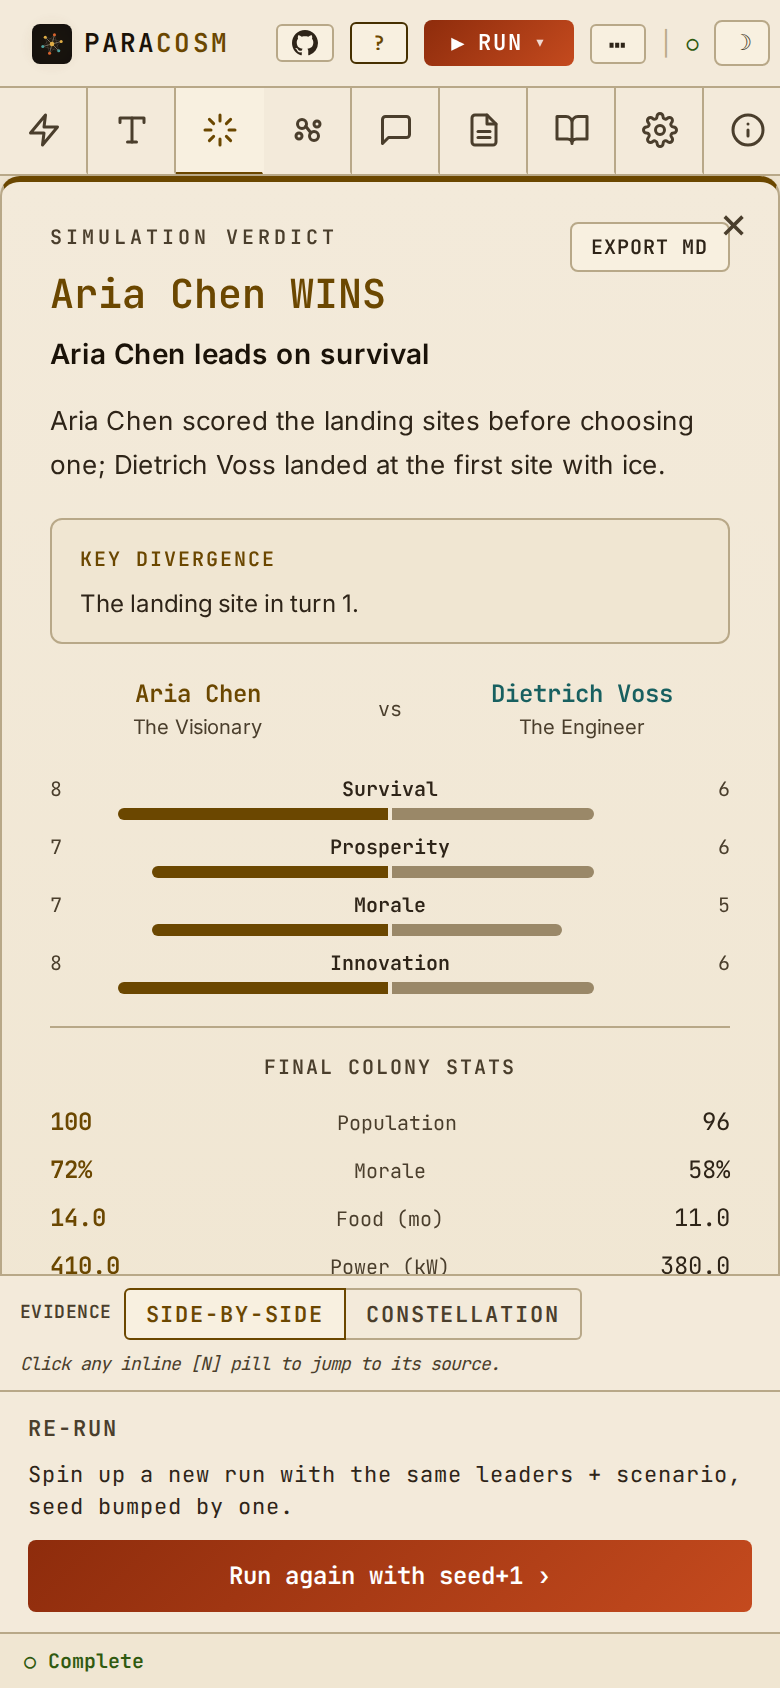 PARACOSM
?
▶ RUN ▾
SIMULATION VERDICT
EXPORT MD
Aria Chen WINS
Aria Chen leads on survival
Aria Chen scored the landing sites before choosing
one; Dietrich Voss landed at the first site with ice.
KEY DIVERGENCE
The landing site in turn 1.
Aria Chen
The Visionary
vs
Dietrich Voss
The Engineer
8 Survival 6
7 Prosperity 6
7 Morale 5
8 Innovation 6
FINAL COLONY STATS
100 Population 96
72% Morale 58%
14.0 Food (mo) 11.0
410.0 Power (kW) 380.0
EVIDENCE SIDE-BY-SIDE CONSTELLATION
Click any inline [N] pill to jump to its source.
RE-RUN
Spin up a new run with the same leaders + scenario,
seed bumped by one.
Run again with seed+1 ›
○ Complete